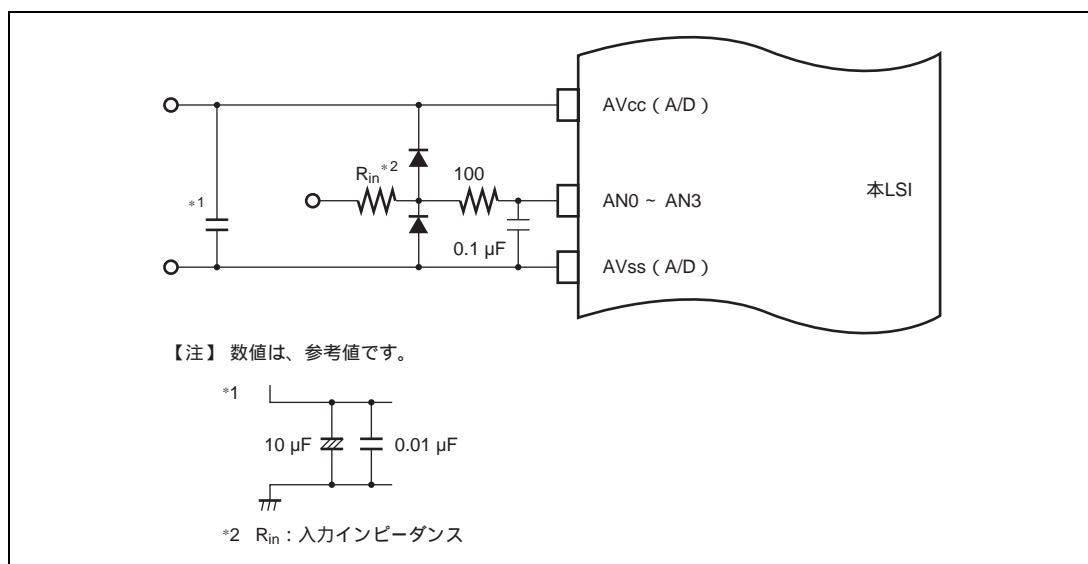 AVcc ( A/D )
Rin*2
100
*1
AN0 ~ AN3
本LSI
0.1 µF
AVss ( A/D )
【注】 数値は、参考値です。
*1
10 µF
0.01 µF
*2 Rin : 入力インピーダンス